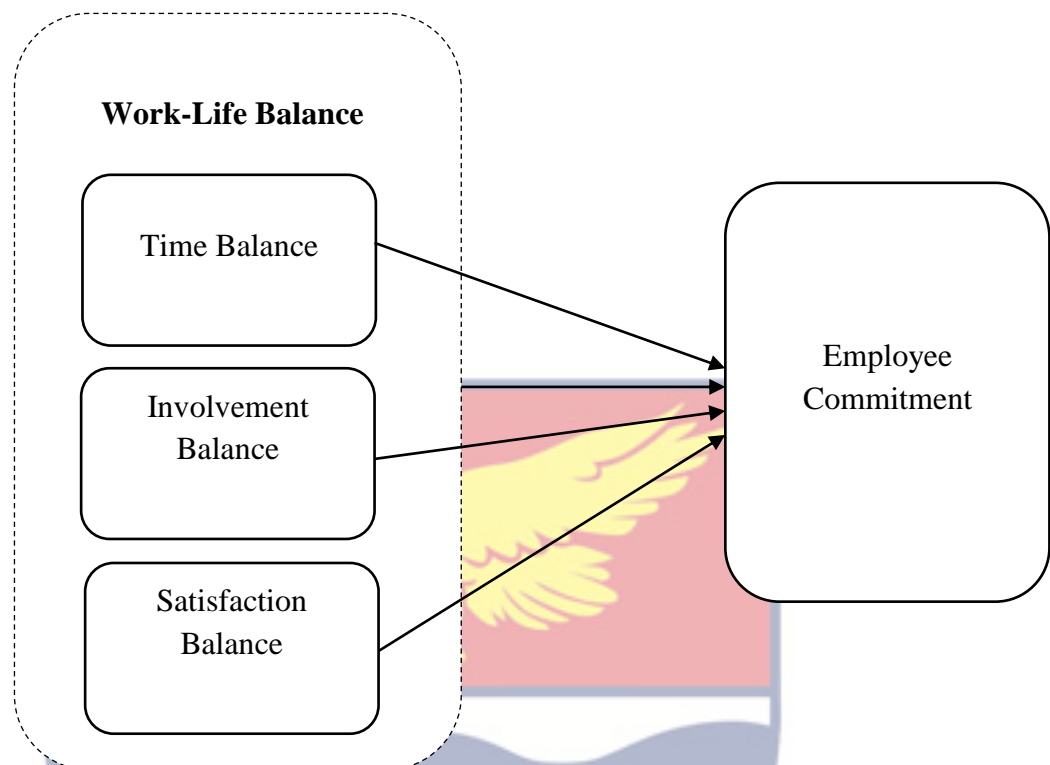 Work-Life Balance
Time Balance
Involvement
Balance
Satisfaction
Balance
Employee
Commitment